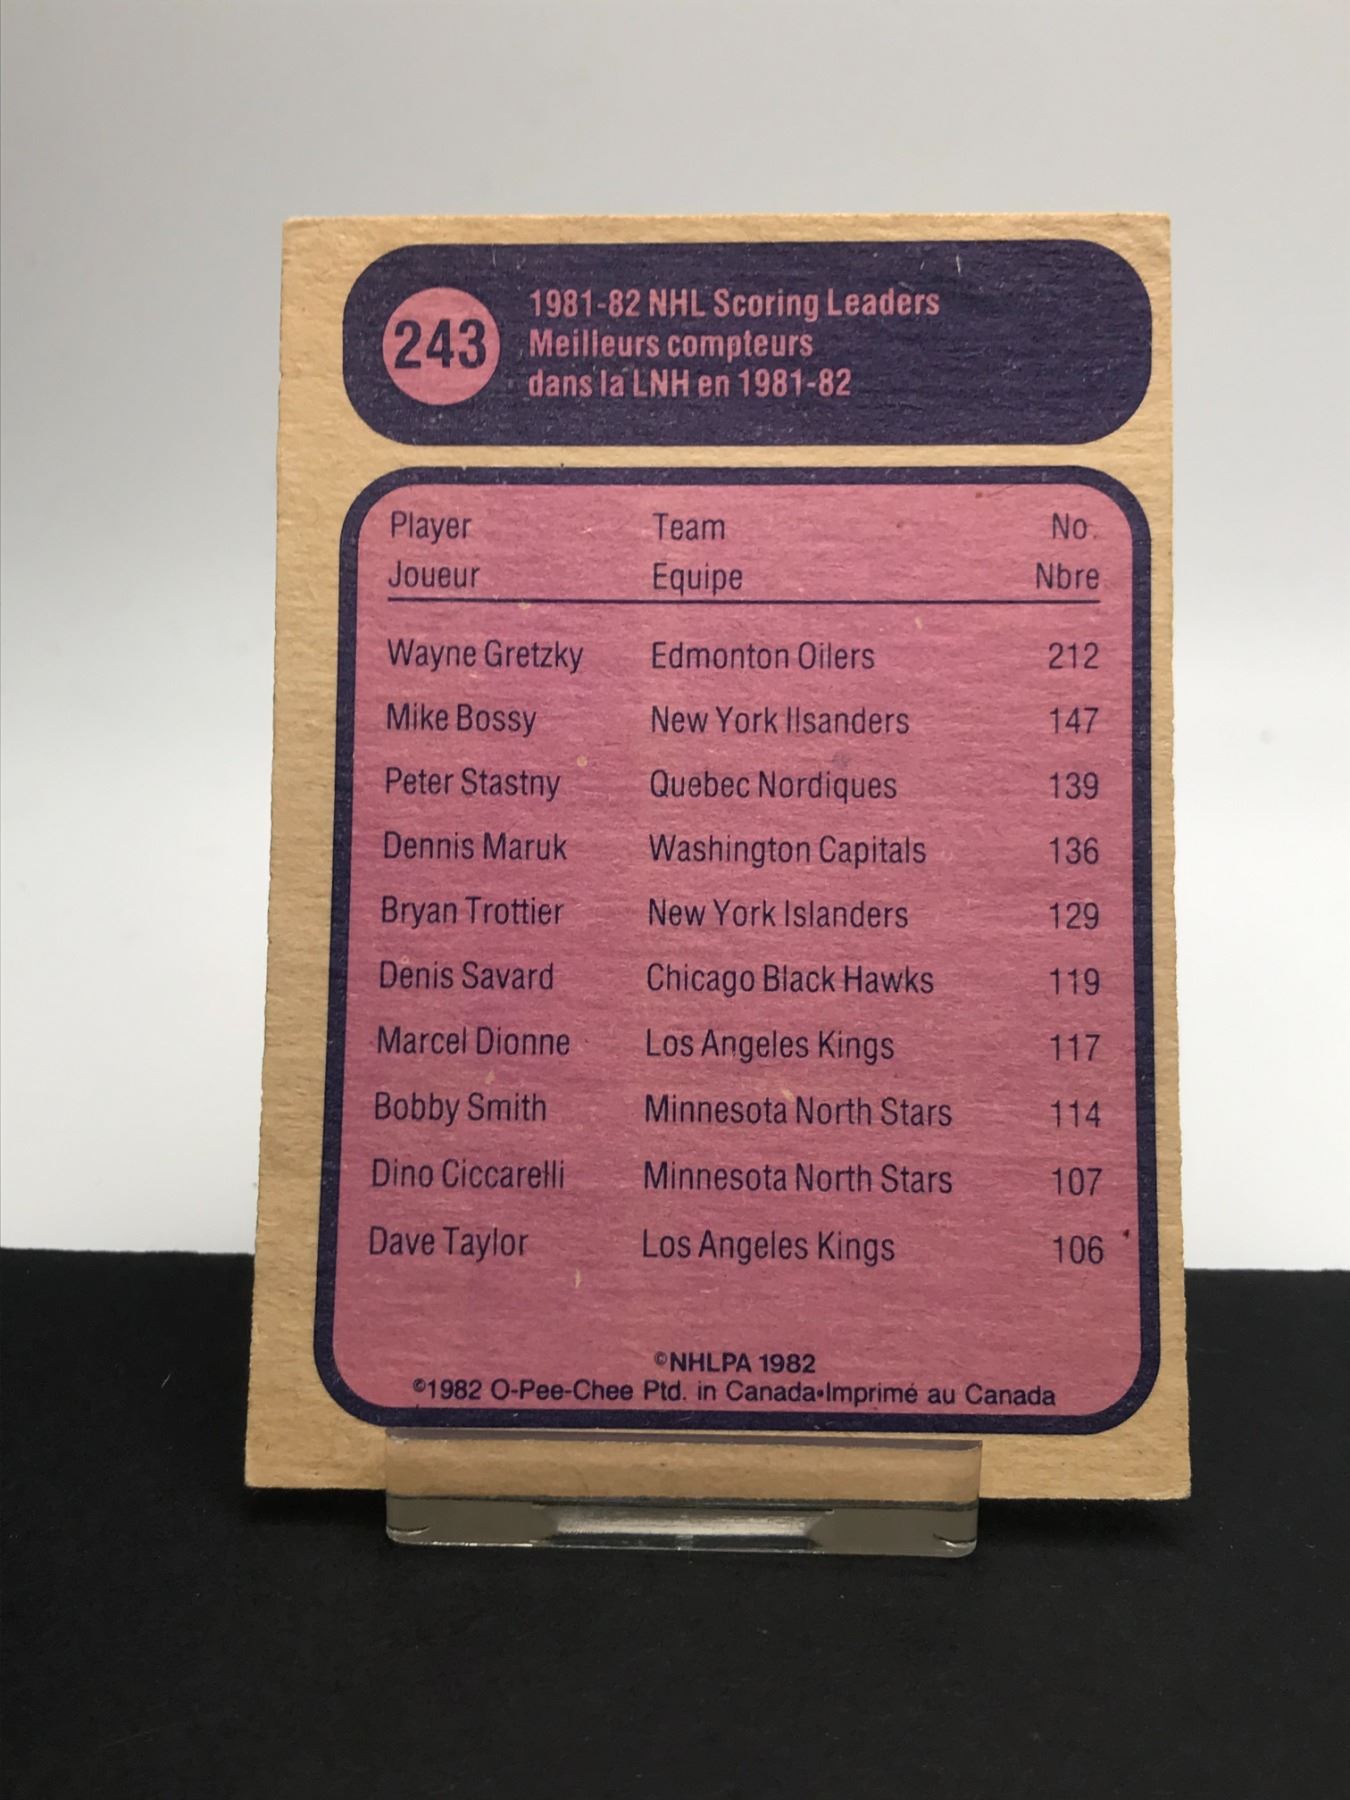 243
1981-82 NHL Scoring Leaders
Meilleurs compteurs
dans la LNH en 1981-82
Player Team No.
Joueur Equipe Nbre
Wayne Gretzky Edmonton Oilers 212
Mike Bossy New York Ilsanders 147
Peter Stastny Quebec Nordiques 139
Dennis Maruk Washington Capitals 136
Bryan Trottier New York Islanders 129
Denis Savard Chicago Black Hawks 119
Marcel Dionne Los Angeles Kings 117
Bobby Smith Minnesota North Stars 114
Dino Ciccarelli Minnesota North Stars 107
Dave Taylor Los Angeles Kings 106
©NHLPA 1982
©1982 O-Pee-Chee Ptd. in Canada•Imprimé au Canada